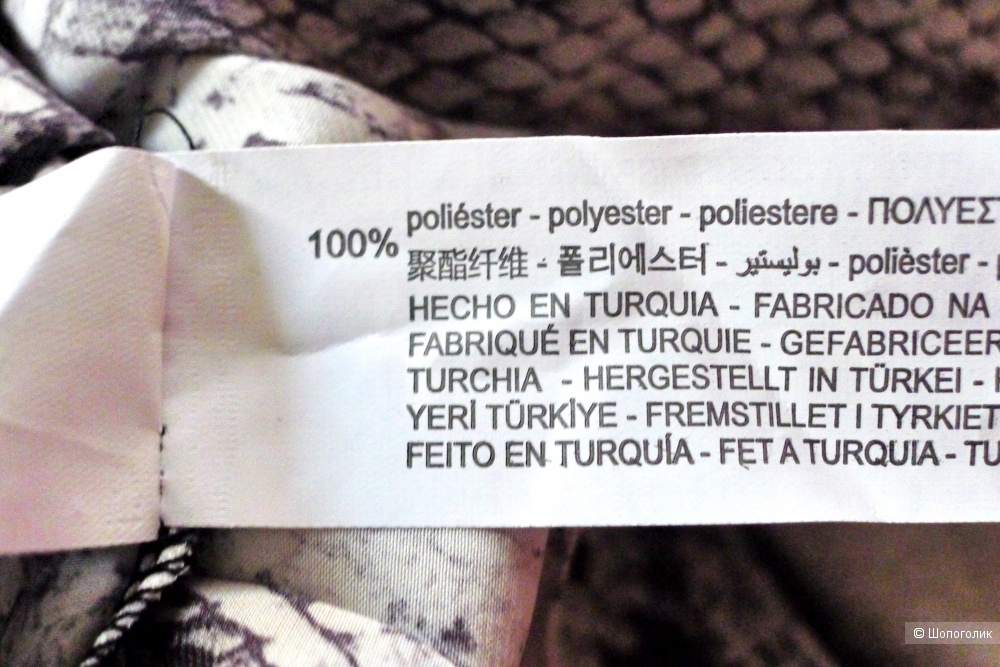 100% poliéster - polyester - poliestere - ΠΟΛΥΕΣ
聚酯纤维 - 폴리에스터 - بوليستير - polièster -
HECHO EN TURQUIA - FABRICADO NA
FABRIQUÉ EN TURQUIE - GEFABRICEER
TURCHIA - HERGESTELLT IN TÜRKEI -
YERİ TÜRKİYE - FREMSTILLET I TYRKIET
FEITO EN TURQUÍA - FET A TURQUIA - TU
© Шопоголик